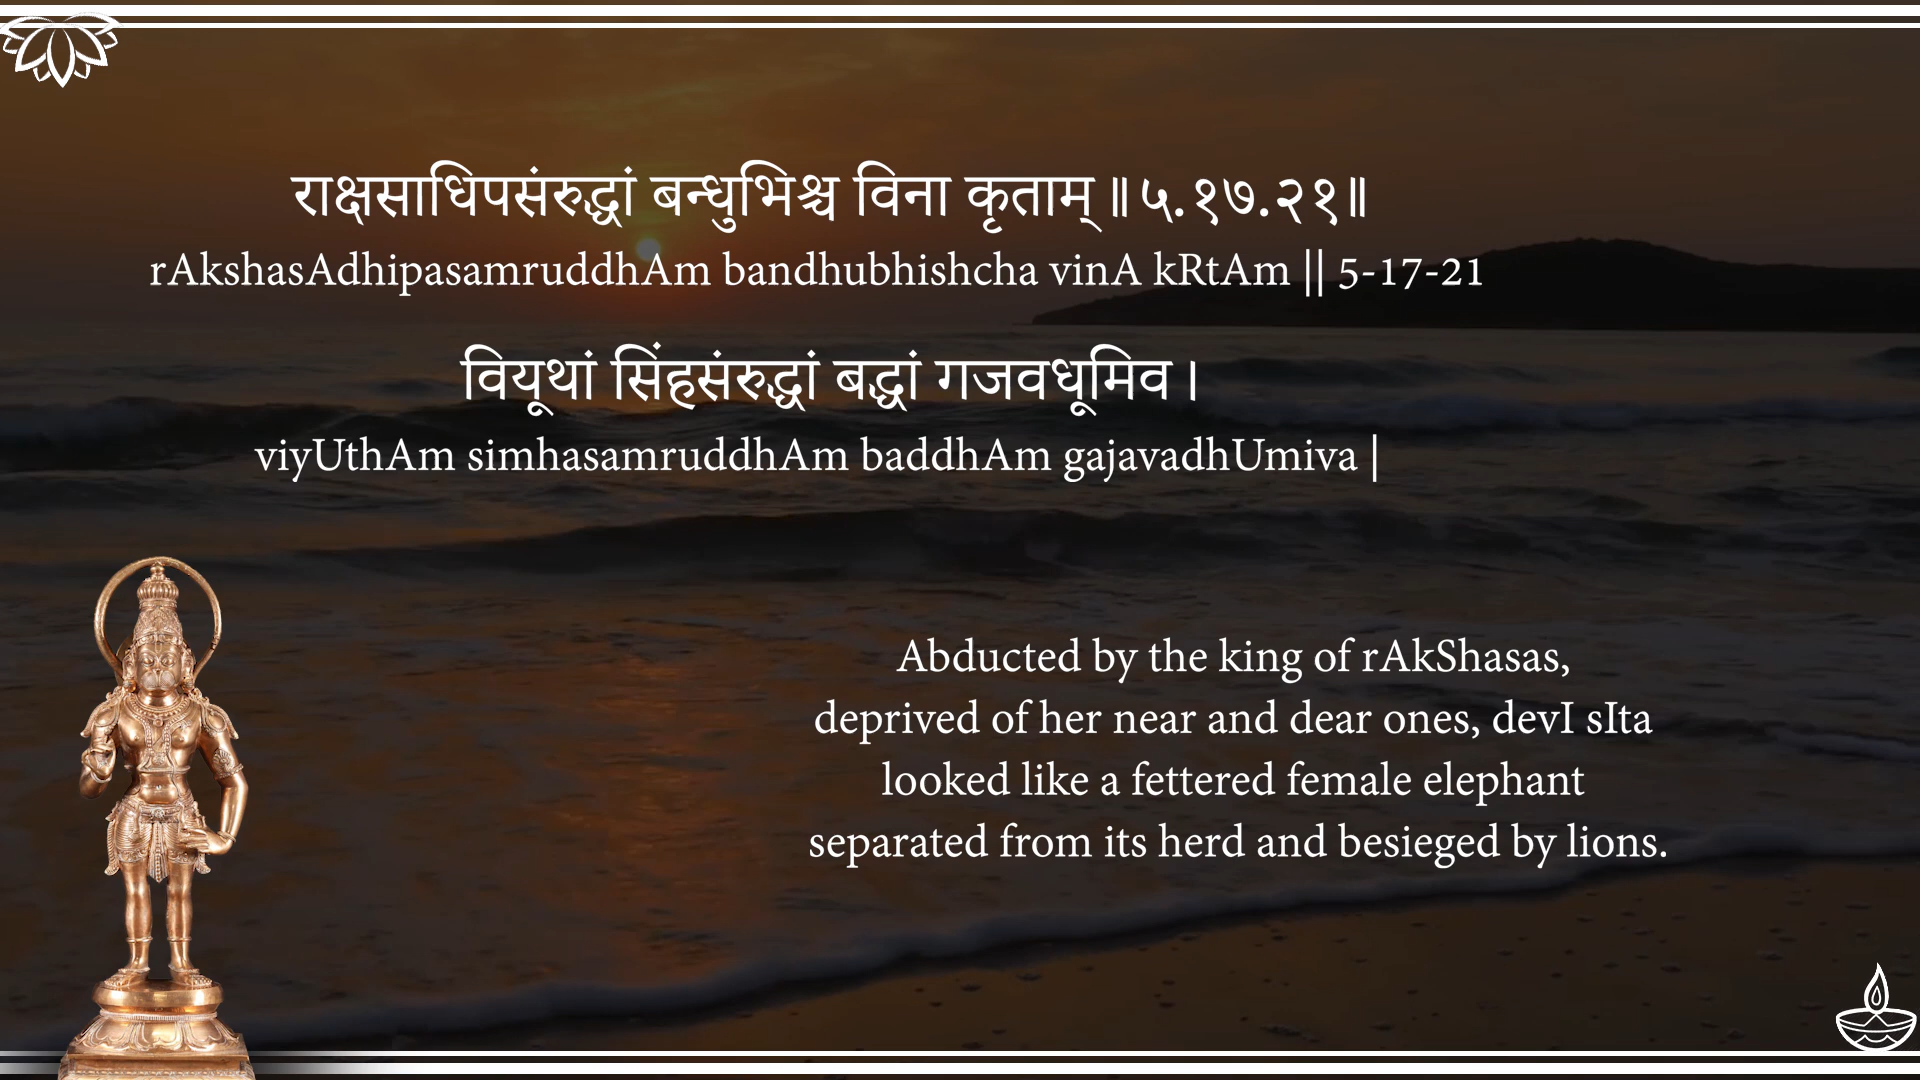 राक्षसाधिपसंरुद्धां बन्धुभिश्च विना कृताम् ॥ ५.१७.२१॥
rAkshasAdhipasamruddhAm bandhubhishcha vinA kRtAm || 5-17-21
वियूथां सिंहसंरुद्धां बद्धां गजवधूमिव ।
viyUthAm simhasamruddhAm baddhAm gajavadhUmiva |
Abducted by the king of rAkShasas,
deprived of her near and dear ones, devI sIta
looked like a fettered female elephant
separated from its herd and besieged by lions.